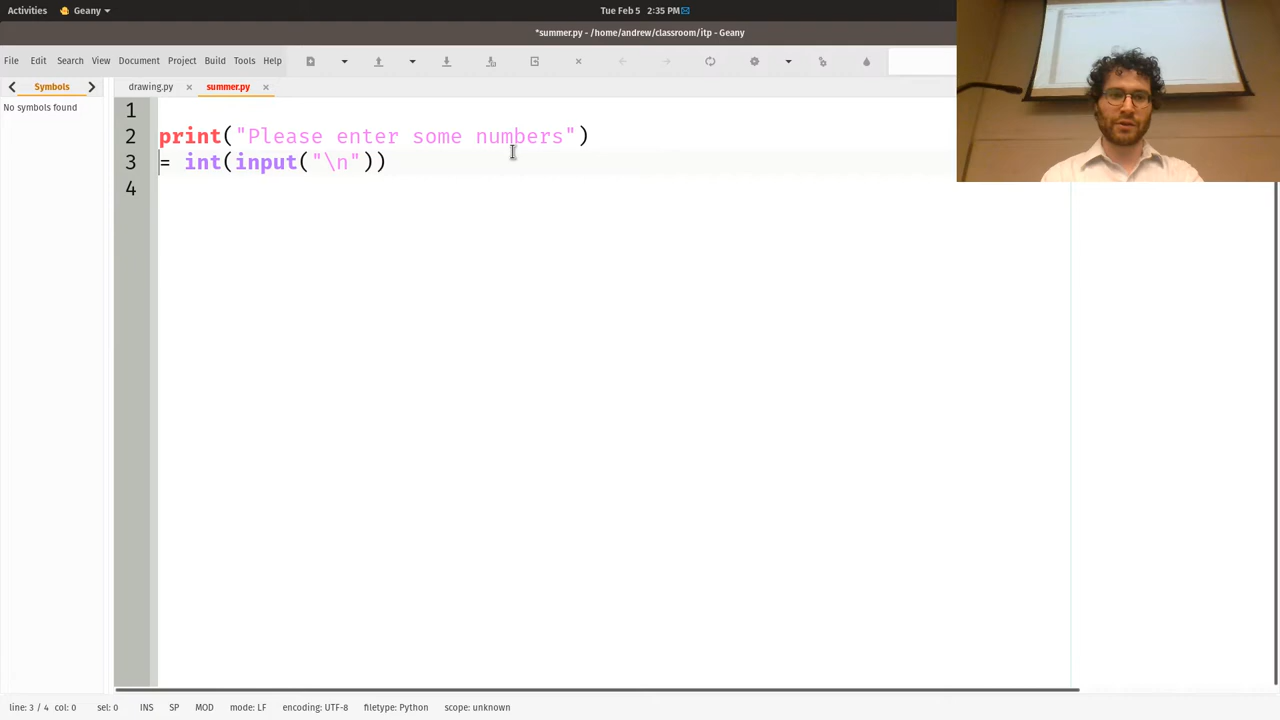 Activities Geany Tue Feb 5 2:35 PM
*summer.py - /home/andrew/classroom/itp - Geany
File Edit Search View Document Project Build Tools Help
Symbols drawing.py summer.py
No symbols found
1
2 print("Please enter some numbers")
3 = int(input("\n"))
4
line: 3 / 4 col: 0 sel: 0 INS SP MOD mode: LF encoding: UTF-8 filetype: Python scope: unknown